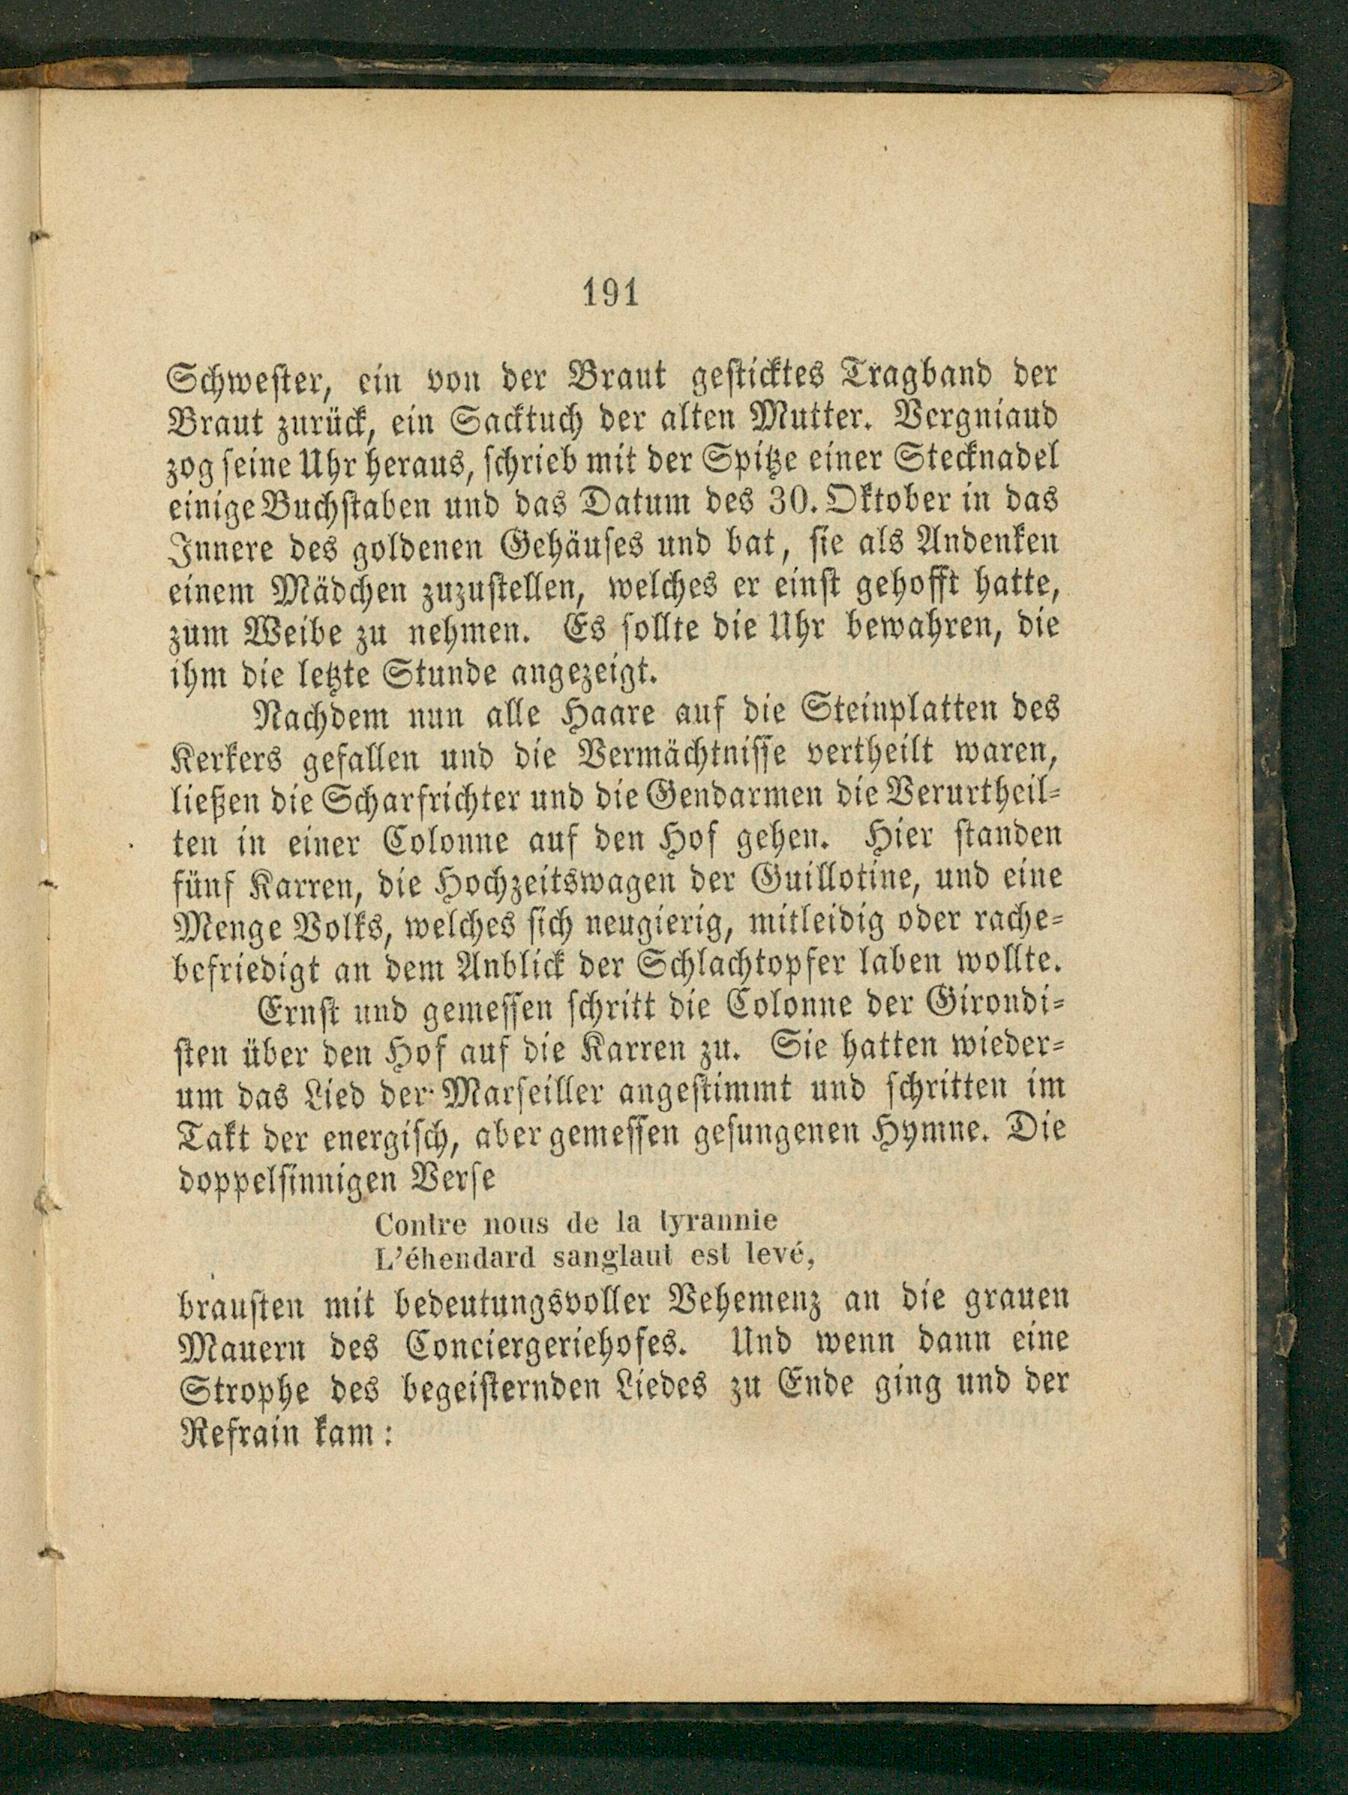 191
Schwester, ein von der Braut gesticktes Tragband der
Braut zurück, ein Sacktuch der alten Mutter. Vergniaud
zog seine Uhr heraus, schrieb mit der Spitze einer Stecknadel
einige Buchstaben und das Datum des 30. Oktober in das
Innere des goldenen Gehäuses und bat, sie als Andenken
einem Mädchen zuzustellen, welches er einst gehofft hatte,
zum Weibe zu nehmen. Es sollte die Uhr bewahren, die
ihm die letzte Stunde angezeigt.
Nachdem nun alle Haare auf die Steinplatten des
Kerkers gefallen und die Vermächtnisse vertheilt waren,
ließen die Scharfrichter und die Gendarmen die Verurtheil-
ten in einer Colonne auf den Hof gehen. Hier standen
fünf Karren, die Hochzeitswagen der Guillotine, und eine
Menge Volks, welches sich neugierig, mitleidig oder rache-
befriedigt an dem Anblick der Schlachtopfer laben wollte.
Ernst und gemessen schritt die Colonne der Girondi-
sten über den Hof auf die Karren zu. Sie hatten wieder-
um das Lied der Marseiller angestimmt und schritten im
Takt der energisch, aber gemessen gesungenen Hymne. Die
doppelsinnigen Verse
Contre nous de la tyrannie
L'éhendard sanglaut est levé,
brausten mit bedeutungsvoller Vehemenz an die grauen
Mauern des Conciergeriehofes. Und wenn dann eine
Strophe des begeisternden Liedes zu Ende ging und der
Refrain kam: